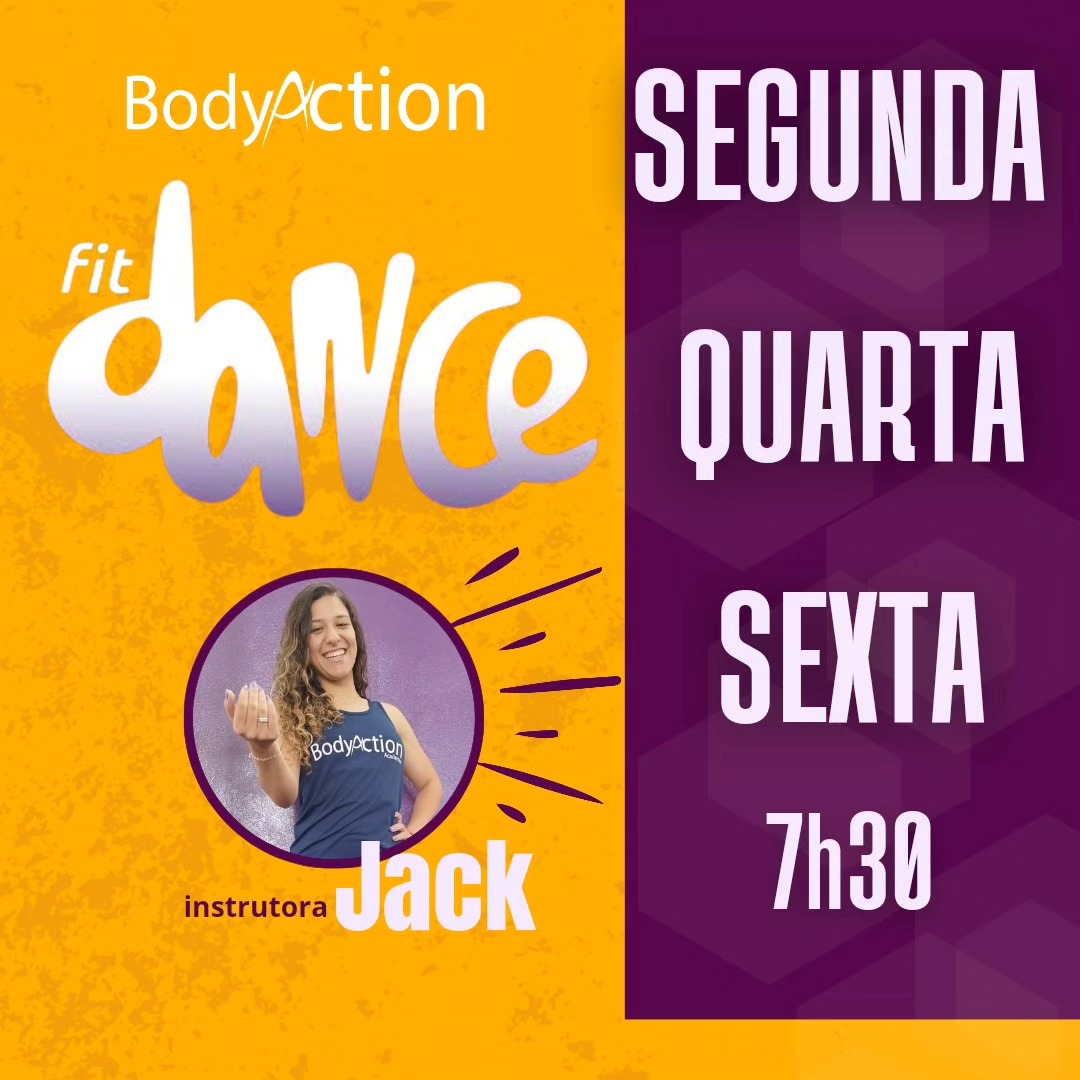 BodyAction
fit
dance
BodyAction
instrutora Jack
SEGUNDA
QUARTA
SEXTA
7h30